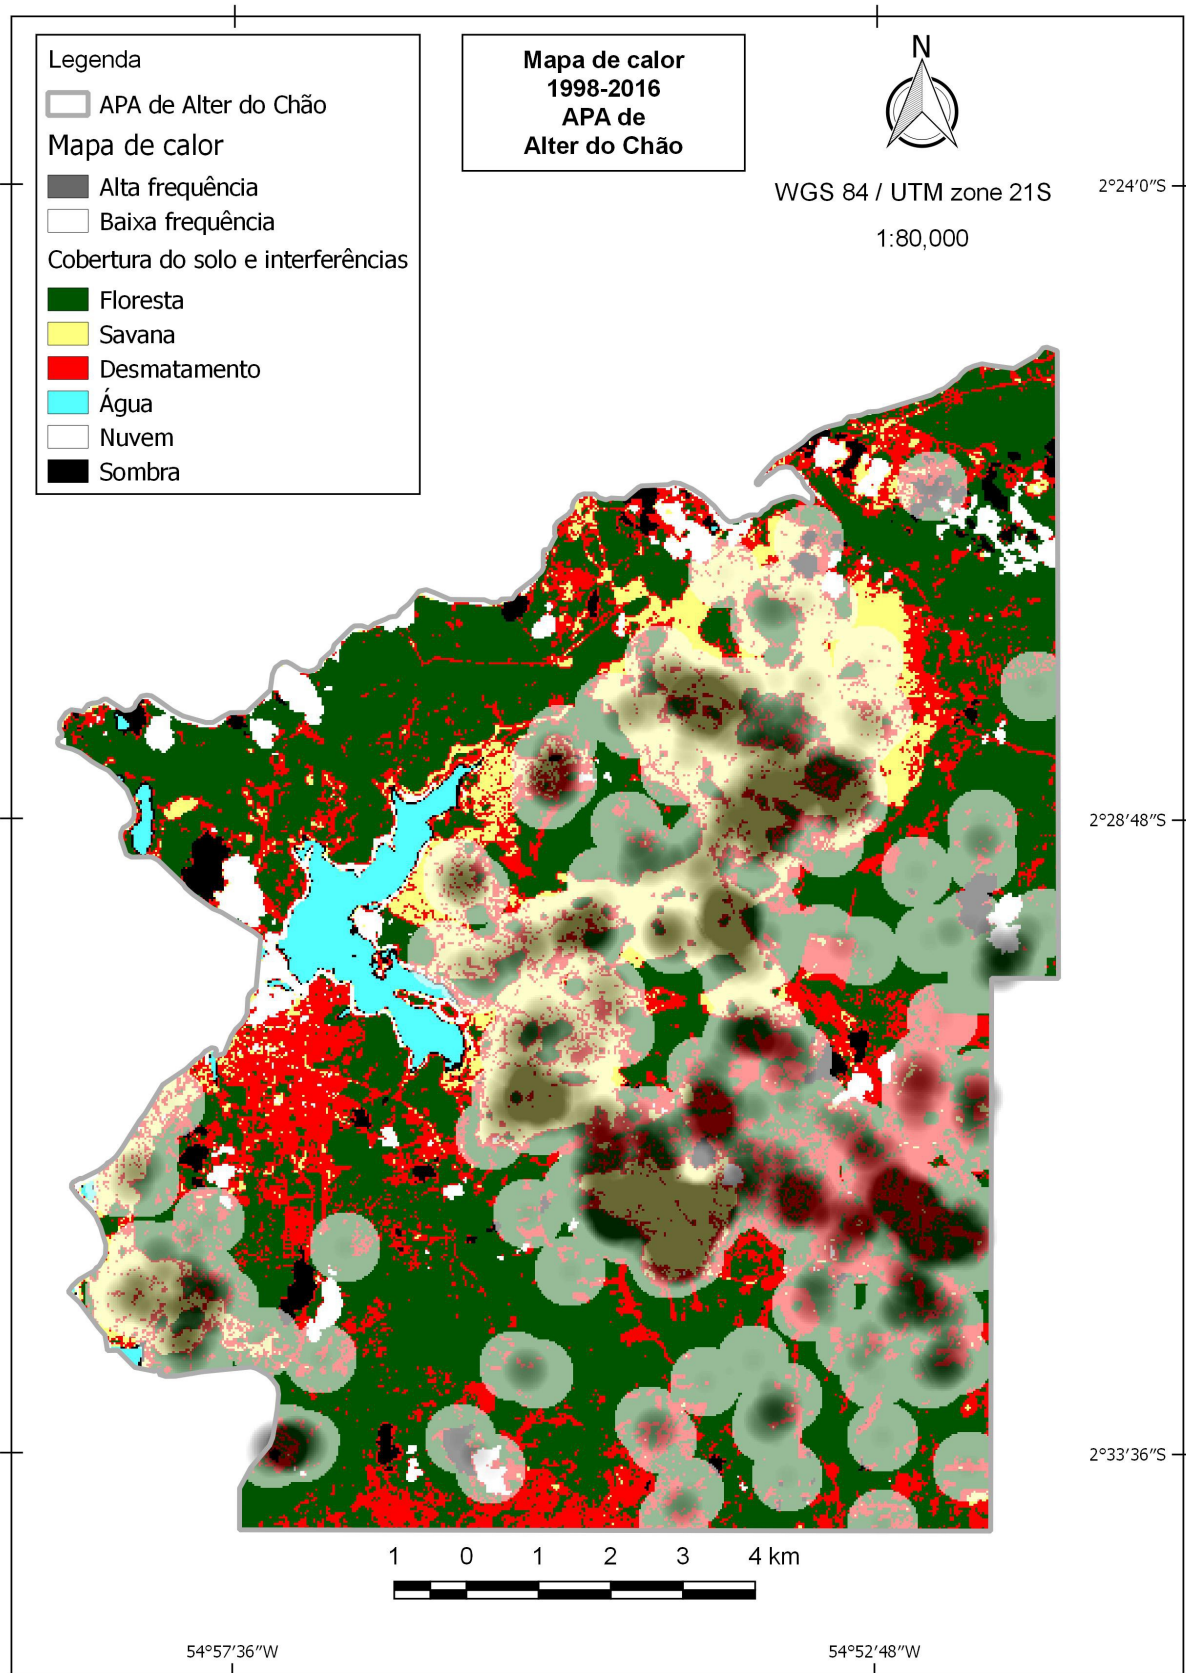 Legenda
APA de Alter do Chão
Mapa de calor
Alta frequência
Baixa frequência
Cobertura do solo e interferências
Floresta
Savana
Desmatamento
Água
Nuvem
Sombra
Mapa de calor
1998-2016
APA de
Alter do Chão
N
WGS 84 / UTM zone 21S
1:80,000
2°24'0"S
2°28'48"S
2°33'36"S
1 0 1 2 3 4 km
54°57'36"W
54°52'48"W